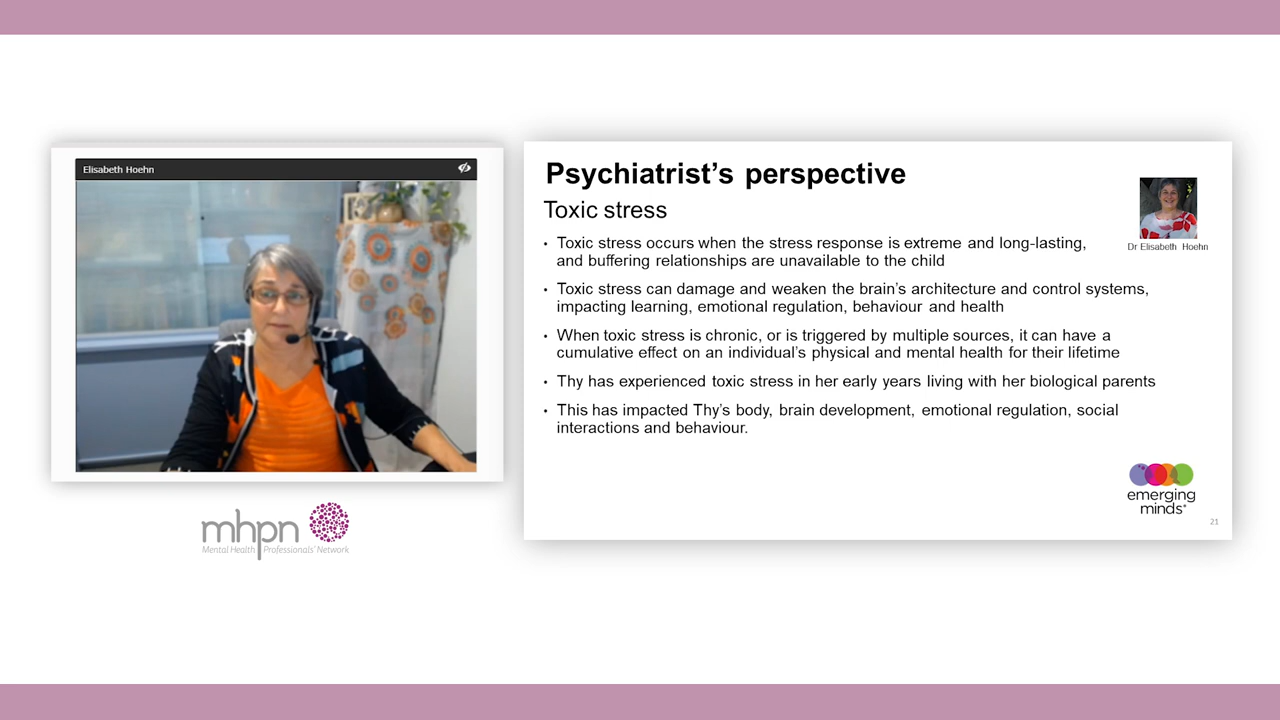 Elisabeth Hoehn
mhpn
Mental Health Professionals' Network
Psychiatrist’s perspective
Toxic stress
• Toxic stress occurs when the stress response is extreme and long-lasting,
and buffering relationships are unavailable to the child
• Toxic stress can damage and weaken the brain’s architecture and control systems,
impacting learning, emotional regulation, behaviour and health
• When toxic stress is chronic, or is triggered by multiple sources, it can have a
cumulative effect on an individual’s physical and mental health for their lifetime
• Thy has experienced toxic stress in her early years living with her biological parents
• This has impacted Thy’s body, brain development, emotional regulation, social
interactions and behaviour.
Dr Elisabeth Hoehn
emerging
minds
21